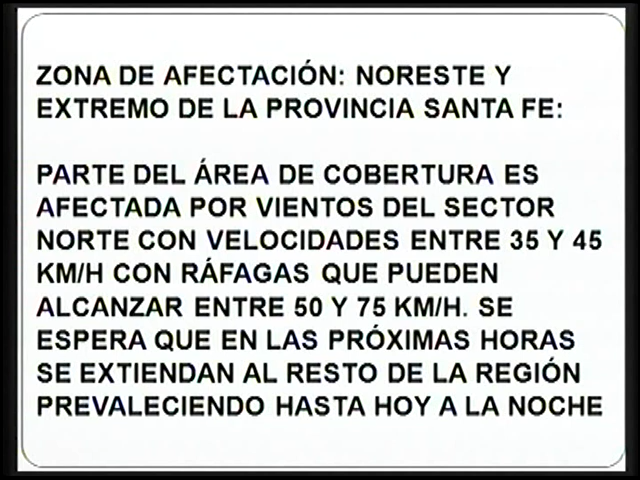 ZONA DE AFECTACIÓN: NORESTE Y
EXTREMO DE LA PROVINCIA SANTA FE:
PARTE DEL ÁREA DE COBERTURA ES
AFECTADA POR VIENTOS DEL SECTOR
NORTE CON VELOCIDADES ENTRE 35 Y 45
KM/H CON RÁFAGAS QUE PUEDEN
ALCANZAR ENTRE 50 Y 75 KM/H. SE
ESPERA QUE EN LAS PRÓXIMAS HORAS
SE EXTIENDAN AL RESTO DE LA REGIÓN
PREVALECIENDO HASTA HOY A LA NOCHE